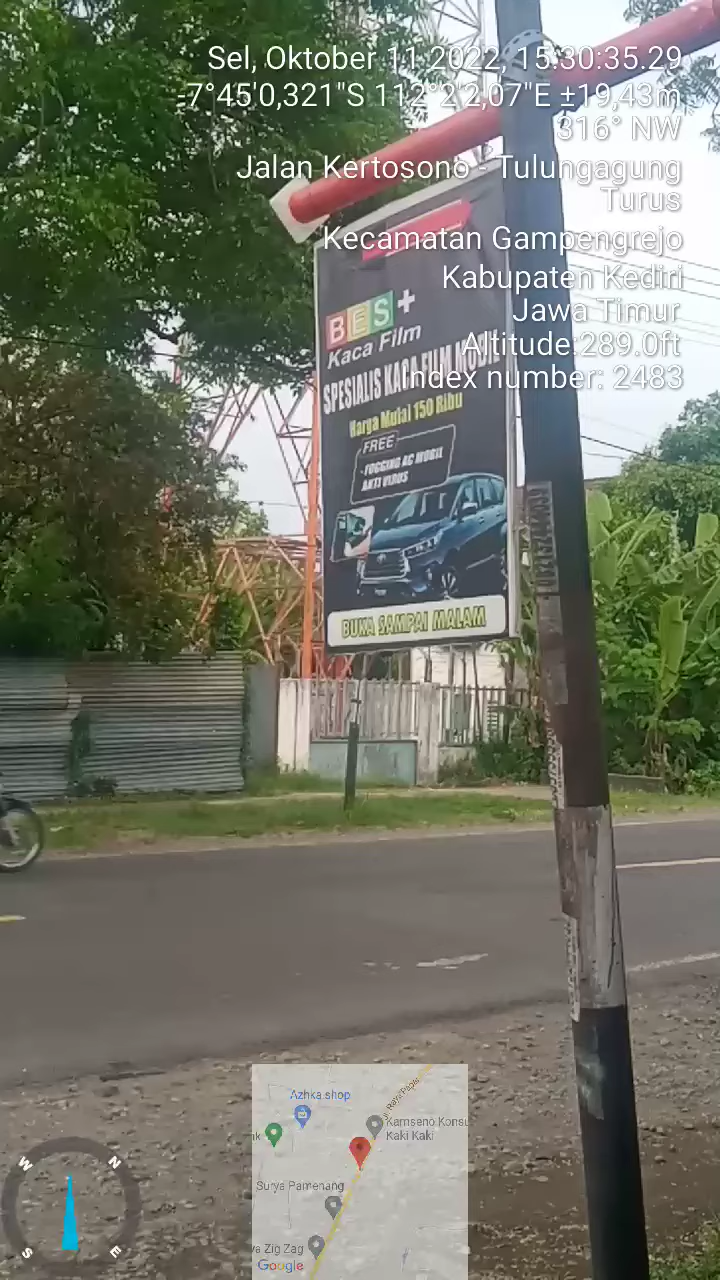 Sel, Oktober 11 2022, 15:30:35.29
-7°45'0,321"S 112°2'2,07"E ±19,43m
316° NW
Jalan Kertosono - Tulungagung
Turus
Kecamatan Gampengrejo
Kabupaten Kediri
Jawa Timur
Altitude:289.0ft
Index number: 2483
BES+
Kaca Film
SPESIALIS KACA FILM MOBIL
Harga Mulai 150 Ribu
FREE
- FOGGING AC MOBIL
ANTI VIRUS
BUKA SAMPAI MALAM
Azhka shop
Kamseno Konsu
Kaki Kaki
Surya Pamenang
Zig Zag
Google
W
N
S
E